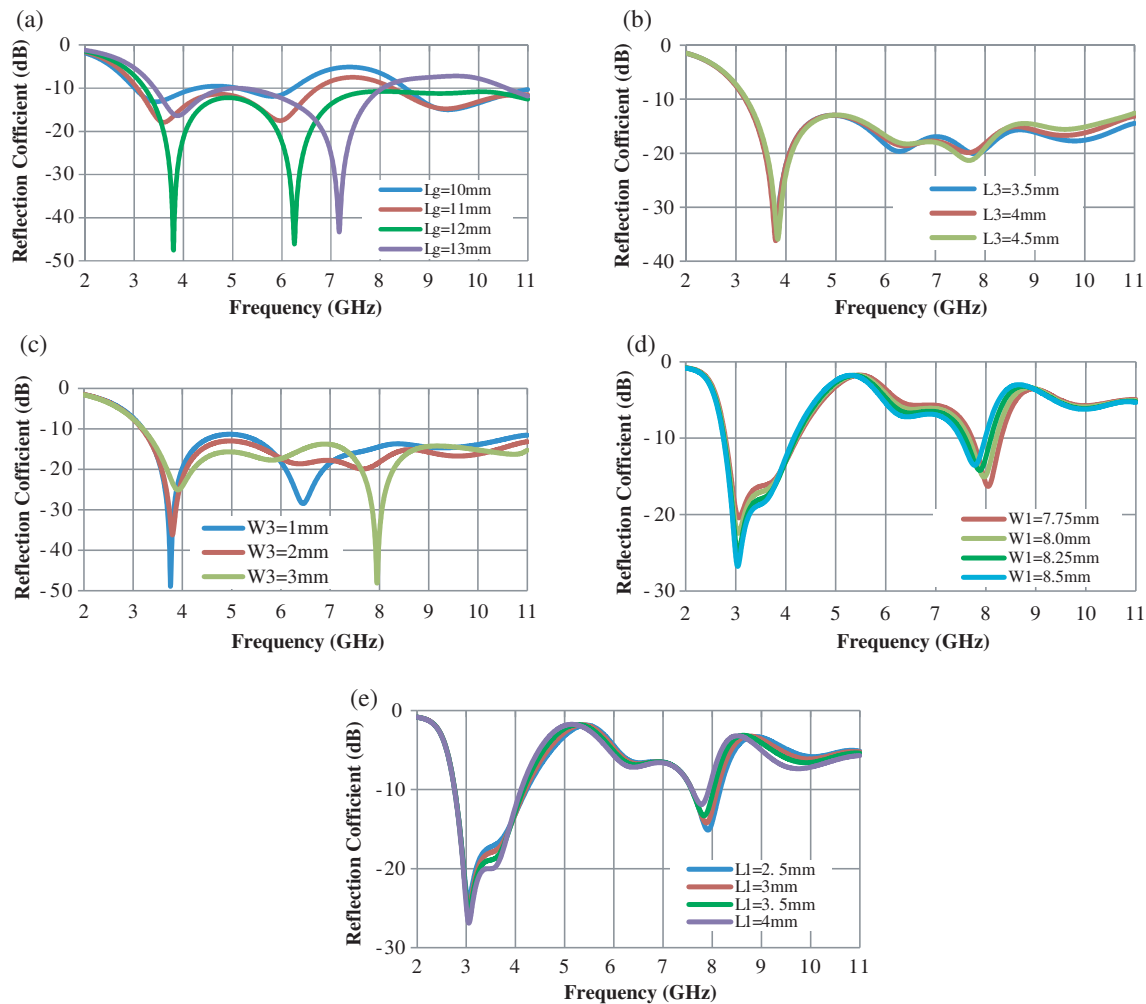 (a)
Reflection Cofficient (dB)
0
-10
-20
-30
-40
-50
2 3 4 5 6 7 8 9 10 11
Frequency (GHz)
Lg=10mm
Lg=11mm
Lg=12mm
Lg=13mm
(b)
Reflection Cofficient (dB)
0
-10
-20
-30
-40
2 3 4 5 6 7 8 9 10 11
Frequency (GHz)
L3=3.5mm
L3=4mm
L3=4.5mm
(c)
Reflection Cofficient (dB)
0
-10
-20
-30
-40
-50
2 3 4 5 6 7 8 9 10 11
Frequency (GHz)
W3=1mm
W3=2mm
W3=3mm
(d)
Reflection Cofficient (dB)
0
-10
-20
-30
2 3 4 5 6 7 8 9 10 11
Frequency (GHz)
W1=7.75mm
W1=8.0mm
W1=8.25mm
W1=8.5mm
(e)
Reflection Cofficient (dB)
0
-10
-20
-30
2 3 4 5 6 7 8 9 10 11
Frequency (GHz)
L1=2. 5mm
L1=3mm
L1=3. 5mm
L1=4mm